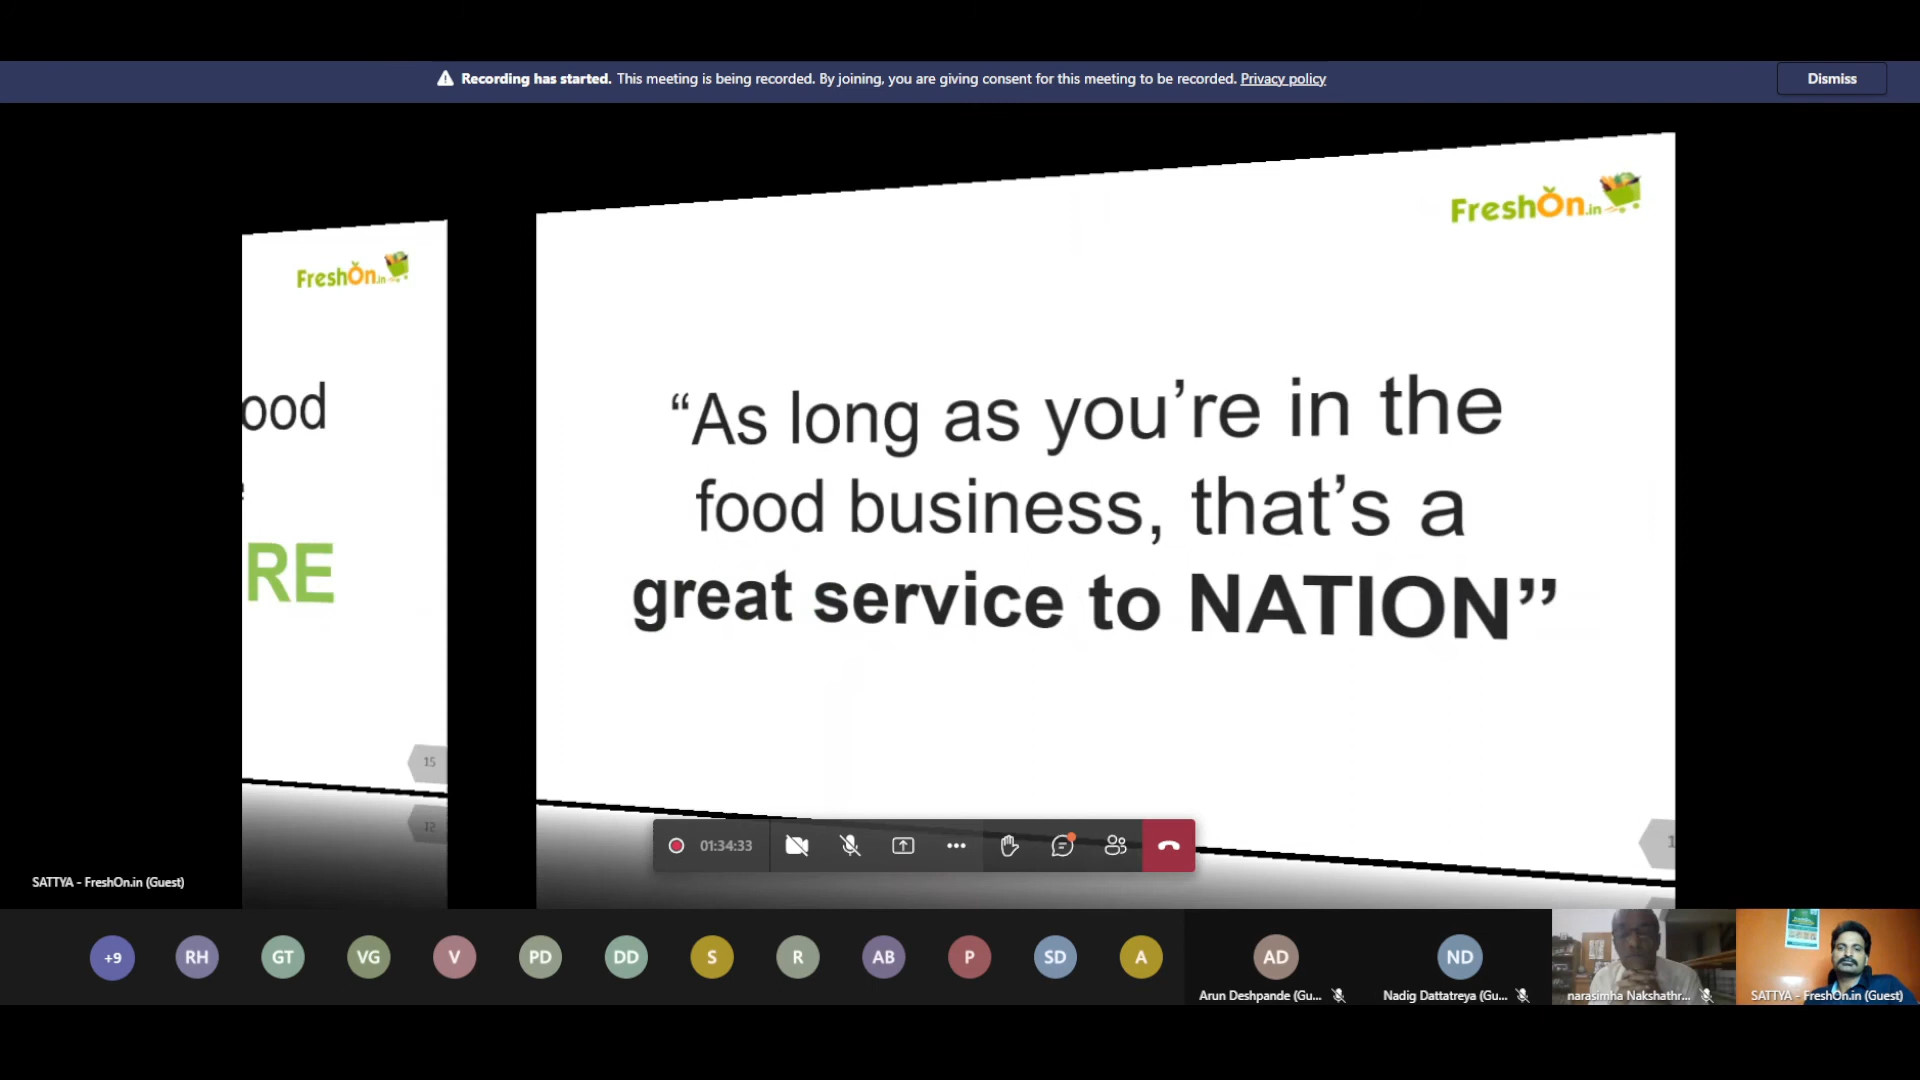 Recording has started. This meeting is being recorded. By joining, you are giving consent for this meeting to be recorded. Privacy policy
Dismiss
FreshOn.in
ood
RE
15
FreshOn.in
“As long as you’re in the
food business, that’s a
great service to NATION”
01:34:33
SATTYA - FreshOn.in (Guest)
+9
RH
GT
VG
V
PD
DD
S
R
AB
P
SD
A
AD
Arun Deshpande (Gu...
ND
Nadig Dattatreya (Gu...
narasimha Nakshathr...
SATTYA - FreshOn.in (Guest)